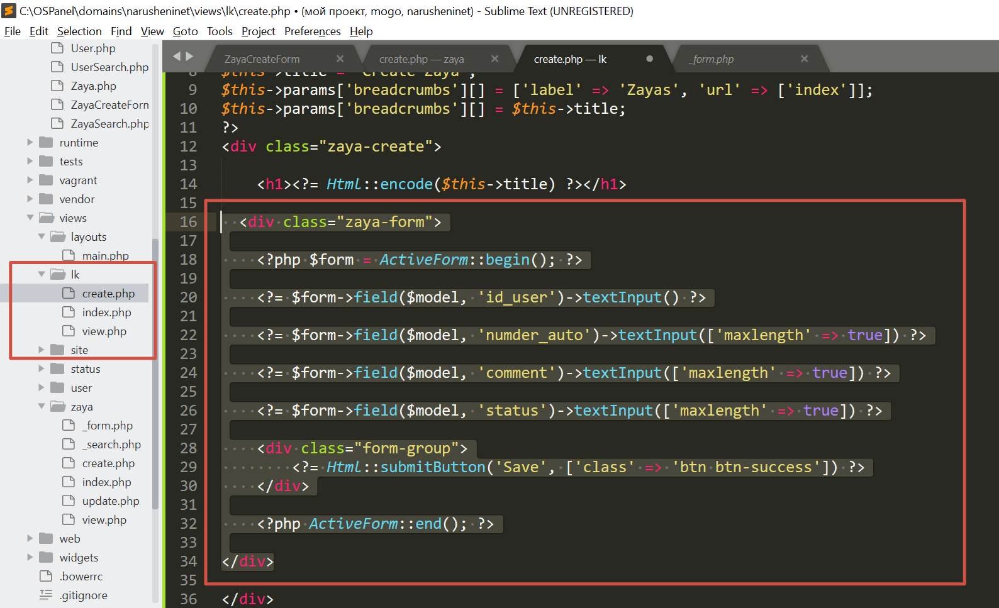 C:\OSPanel\domains\narusheninet\views\lk\create.php • (мой проект, mogo, narusheninet) - Sublime Text (UNREGISTERED)
File Edit Selection Find View Goto Tools Project Preferences Help
User.php
UserSearch.php
Zaya.php
ZayaCreateForm
ZayaSearch.php
runtime
tests
vagrant
vendor
views
layouts
main.php
lk
create.php
index.php
view.php
site
status
user
zaya
_form.php
_search.php
create.php
index.php
update.php
view.php
web
widgets
.bowerrc
.gitignore
ZayaCreateForm × create.php — zaya × create.php — lk _form.php ×
8 $this->title = 'Create Zaya';
9 $this->params['breadcrumbs'][] = ['label' => 'Zayas', 'url' => ['index']];
10 $this->params['breadcrumbs'][] = $this->title;
11 ?>
12 <div class="zaya-create">
13
14 <h1><?= Html::encode($this->title) ?></h1>
15
16 <div class="zaya-form">
17
18 <?php $form = ActiveForm::begin(); ?>
19
20 <?= $form->field($model, 'id_user')->textInput() ?>
21
22 <?= $form->field($model, 'numder_auto')->textInput(['maxlength' => true]) ?>
23
24 <?= $form->field($model, 'comment')->textInput(['maxlength' => true]) ?>
25
26 <?= $form->field($model, 'status')->textInput(['maxlength' => true]) ?>
27
28 <div class="form-group">
29 <?= Html::submitButton('Save', ['class' => 'btn btn-success']) ?>
30 </div>
31
32 <?php ActiveForm::end(); ?>
33
34 </div>
35
36 </div>